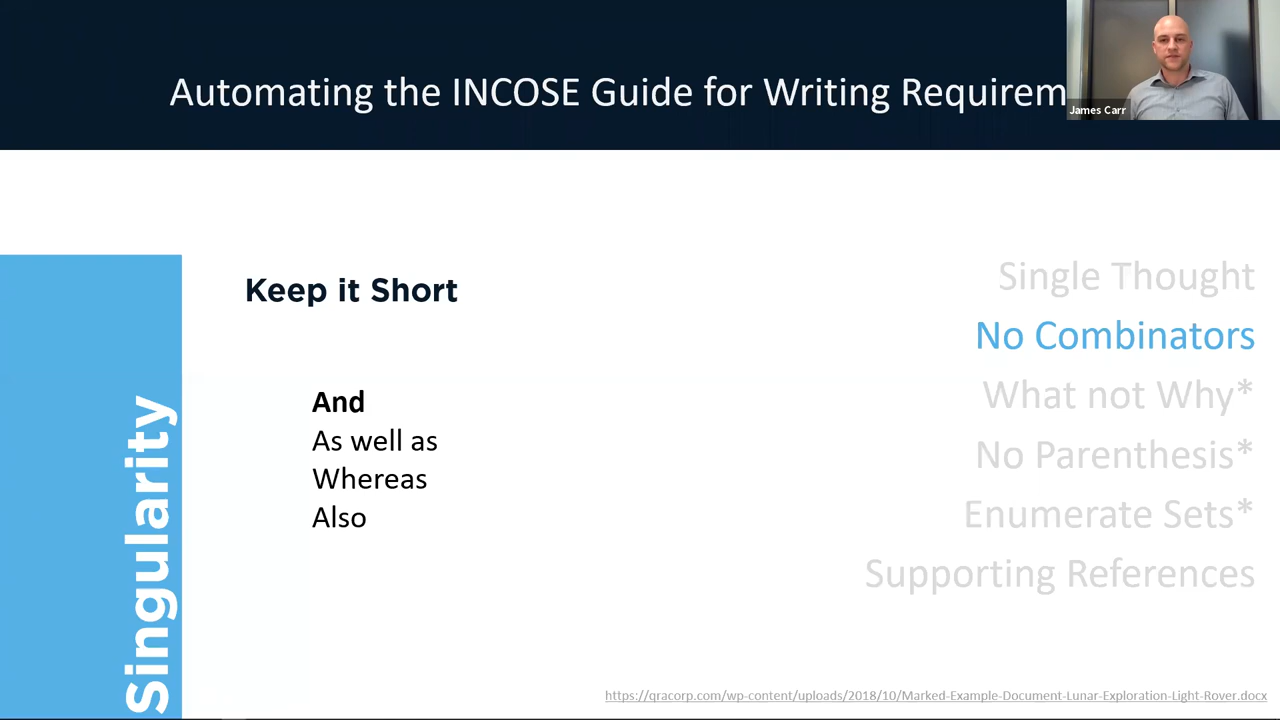 Automating the INCOSE Guide for Writing Requirem
James Carr
Keep it Short
And
As well as
Whereas
Also
Singularity
Single Thought
No Combinators
What not Why*
No Parenthesis*
Enumerate Sets*
Supporting References
https://qracorp.com/wp-content/uploads/2018/10/Marked-Example-Document-Lunar-Exploration-Light-Rover.docx